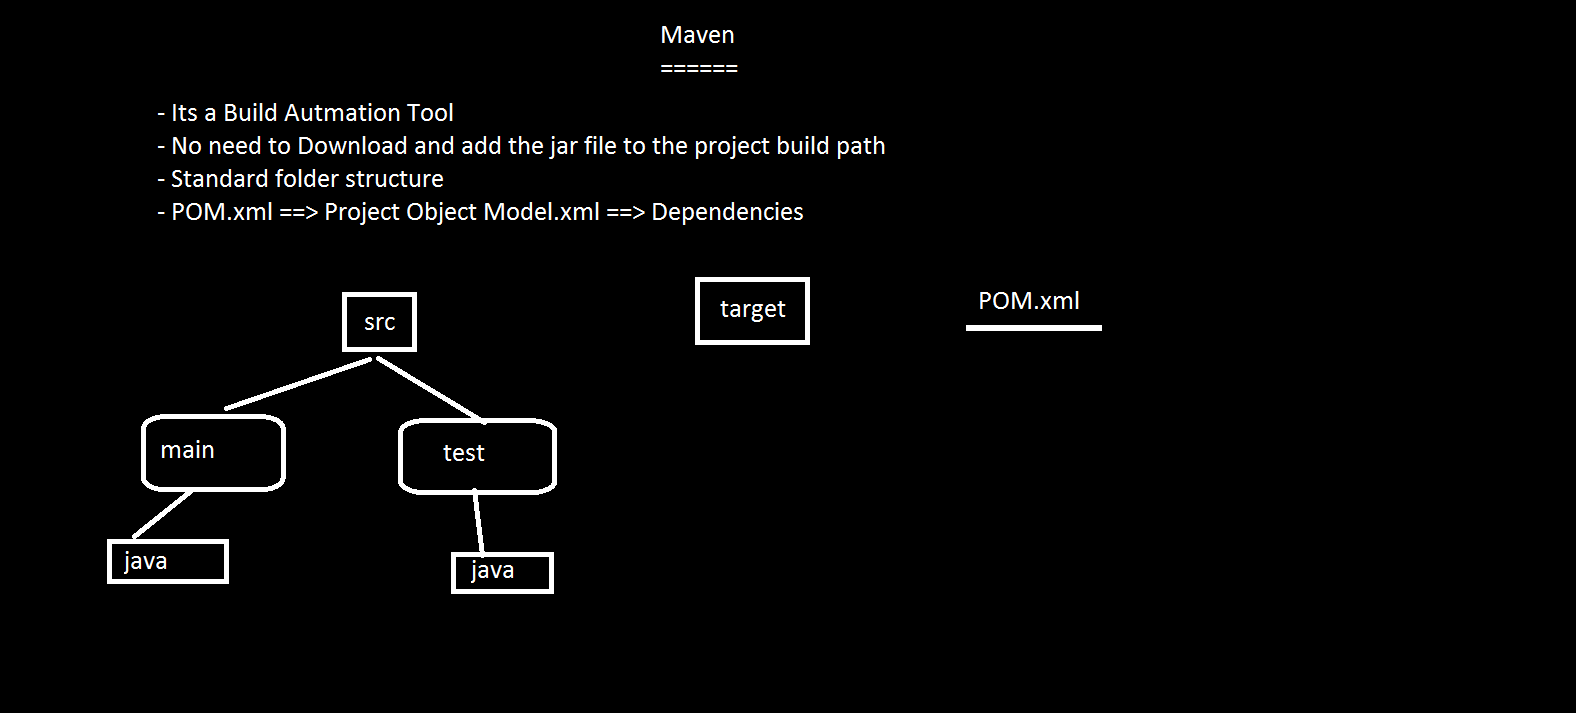 Maven
======
- Its a Build Autmation Tool
- No need to Download and add the jar file to the project build path
- Standard folder structure
- POM.xml ==> Project Object Model.xml ==> Dependencies
src
target
POM.xml
main
test
java
java